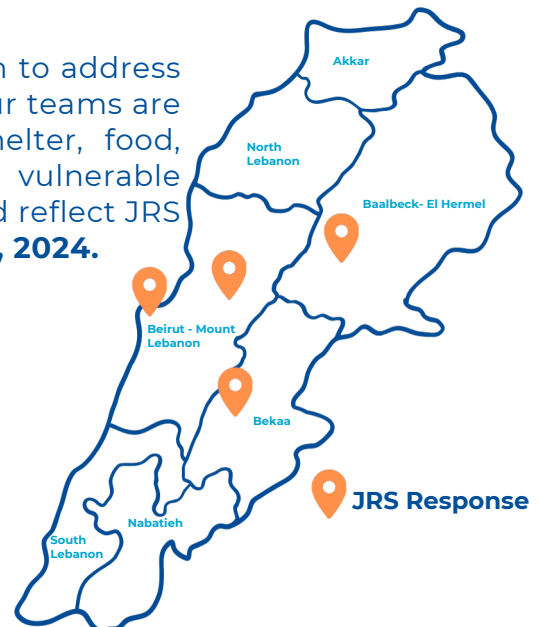 n to address
ur teams are
helter, food,
vulnerable
d reflect JRS
, 2024.
Akkar
North
Lebanon
Baalbeck- El Hermel
Beirut - Mount
Lebanon
Bekaa
JRS Response
Nabatieh
South
Lebanon